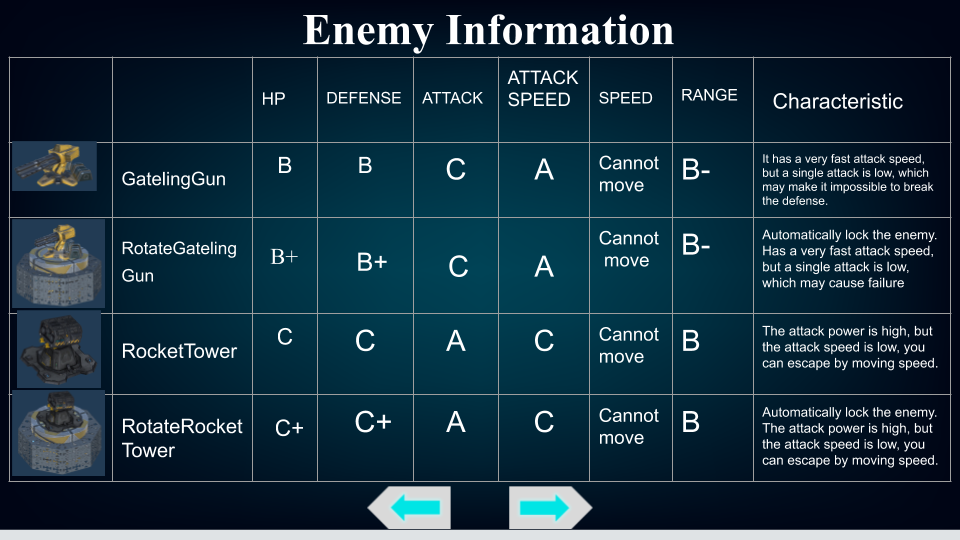 Enemy Information
HP
DEFENSE
ATTACK
ATTACK
SPEED
SPEED
RANGE
Characteristic
GatelingGun
B
B
C
A
Cannot
move
B-
It has a very fast attack speed,
but a single attack is low, which
may make it impossible to break
the defense.
RotateGateling
Gun
B+
B+
C
A
Cannot
move
B-
Automatically lock the enemy.
Has a very fast attack speed,
but a single attack is low,
which may cause failure
RocketTower
C
C
A
C
Cannot
move
B
The attack power is high, but
the attack speed is low, you
can escape by moving speed.
RotateRocket
Tower
C+
C+
A
C
Cannot
move
B
Automatically lock the enemy.
The attack power is high, but
the attack speed is low, you
can escape by moving speed.